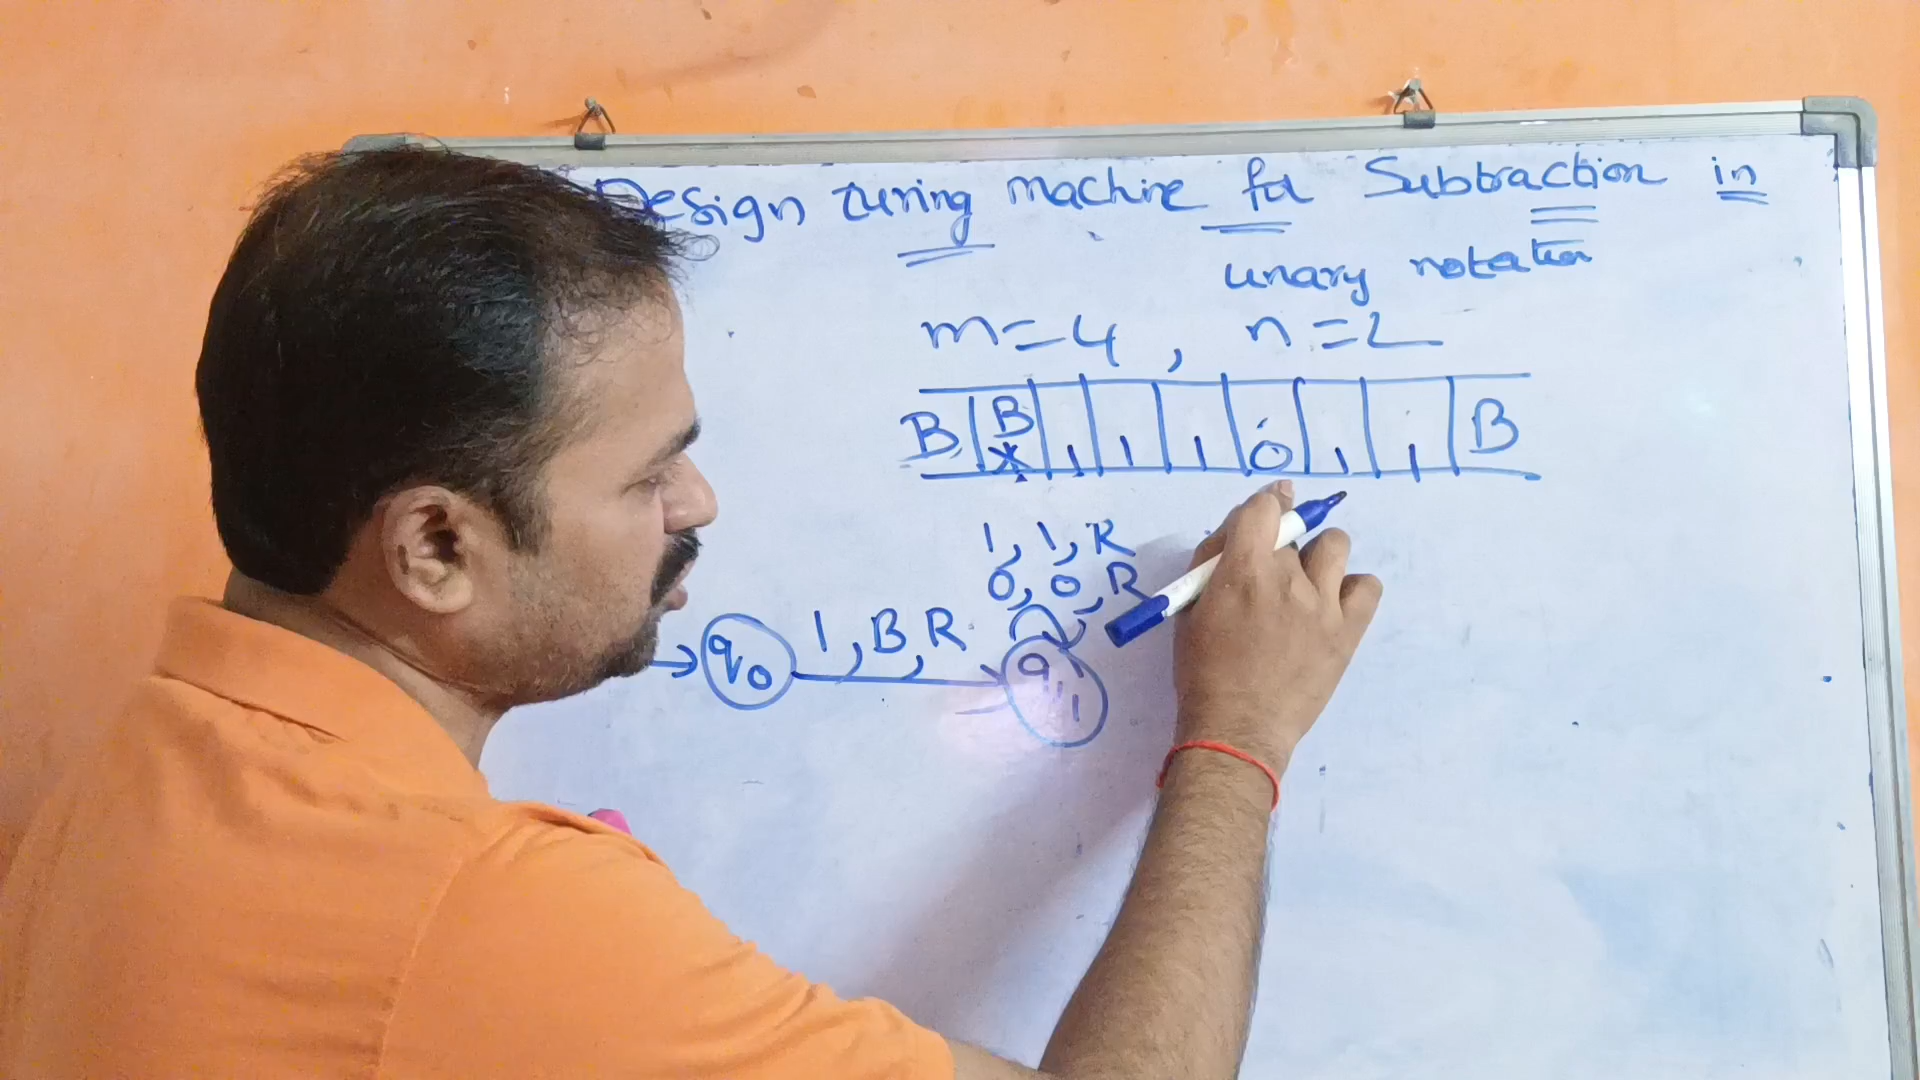 Design turing machine for Subtraction in
unary notation
m=4, n=2
B B 1 1 1 0 1 1 B
1, 1, R
0, 0, R
→ q0 1, B, R q1